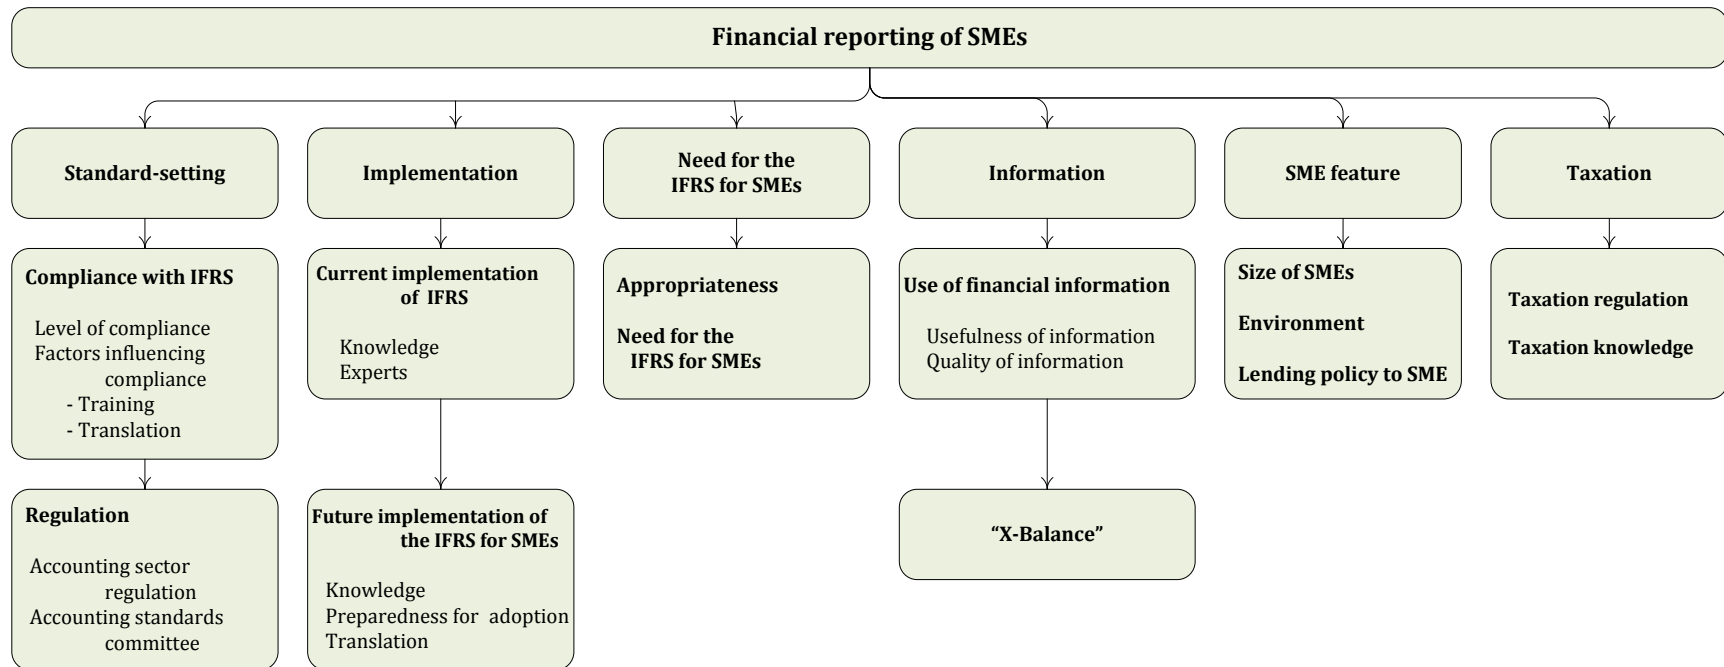 Financial reporting of SMEs
Standard-setting
Implementation
Need for the
IFRS for SMEs
Information
SME feature
Taxation
Compliance with IFRS
Level of compliance
Factors influencing
compliance
- Training
- Translation
Current implementation
of IFRS
Knowledge
Experts
Appropriateness
Need for the
IFRS for SMEs
Use of financial information
Usefulness of information
Quality of information
Size of SMEs
Environment
Lending policy to SME
Taxation regulation
Taxation knowledge
Regulation
Accounting sector
regulation
Accounting standards
committee
Future implementation of
the IFRS for SMEs
Knowledge
Preparedness for adoption
Translation
“X-Balance”